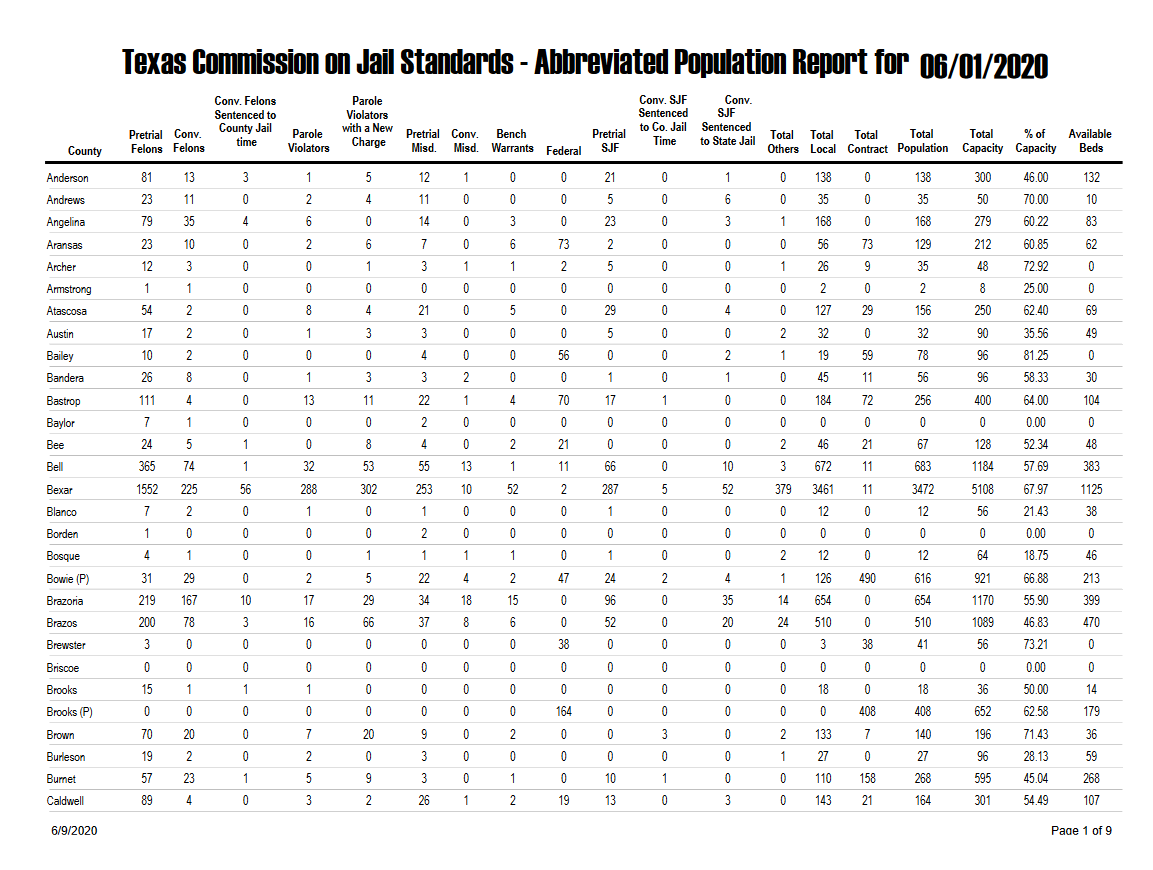 Texas Commission on Jail Standards - Abbreviated Population Report for 06/01/2020
County Pretrial Felons Conv. Felons Conv. Felons Sentenced to County Jail time Parole Violators Parole Violators with a New Charge Pretrial Misd. Conv. Misd. Bench Warrants Federal Pretrial SJF Conv. SJF Sentenced to Co. Jail Time Conv. SJF Sentenced to State Jail Total Others Total Local Total Contract Total Population Total Capacity % of Capacity Available Beds
Anderson 81 13 3 1 5 12 1 0 0 21 0 1 0 138 0 138 300 46.00 132
Andrews 23 11 0 2 4 11 0 0 0 5 0 6 0 35 0 35 50 70.00 10
Angelina 79 35 4 6 0 14 0 3 0 23 0 3 1 168 0 168 279 60.22 83
Aransas 23 10 0 2 6 7 0 6 73 2 0 0 0 56 73 129 212 60.85 62
Archer 12 3 0 0 1 3 1 1 2 5 0 0 1 26 9 35 48 72.92 0
Armstrong 1 1 0 0 0 0 0 0 0 0 0 0 0 2 0 2 8 25.00 0
Atascosa 54 2 0 8 4 21 0 5 0 29 0 4 0 127 29 156 250 62.40 69
Austin 17 2 0 1 3 3 0 0 0 5 0 0 2 32 0 32 90 35.56 49
Bailey 10 2 0 0 0 4 0 0 56 0 0 2 1 19 59 78 96 81.25 0
Bandera 26 8 0 1 3 3 2 0 0 1 0 1 0 45 11 56 96 58.33 30
Bastrop 111 4 0 13 11 22 1 4 70 17 1 0 0 184 72 256 400 64.00 104
Baylor 7 1 0 0 0 2 0 0 0 0 0 0 0 0 0 0 0 0.00 0
Bee 24 5 1 0 8 4 0 2 21 0 0 0 2 46 21 67 128 52.34 48
Bell 365 74 1 32 53 55 13 1 11 66 0 10 3 672 11 683 1184 57.69 383
Bexar 1552 225 56 288 302 253 10 52 2 287 5 52 379 3461 11 3472 5108 67.97 1125
Blanco 7 2 0 1 0 1 0 0 0 1 0 0 0 12 0 12 56 21.43 38
Borden 1 0 0 0 0 2 0 0 0 0 0 0 0 0 0 0 0 0.00 0
Bosque 4 1 0 0 1 1 1 1 0 1 0 0 2 12 0 12 64 18.75 46
Bowie (P) 31 29 0 2 5 22 4 2 47 24 2 4 1 126 490 616 921 66.88 213
Brazoria 219 167 10 17 29 34 18 15 0 96 0 35 14 654 0 654 1170 55.90 399
Brazos 200 78 3 16 66 37 8 6 0 52 0 20 24 510 0 510 1089 46.83 470
Brewster 3 0 0 0 0 0 0 0 38 0 0 0 0 3 38 41 56 73.21 0
Briscoe 0 0 0 0 0 0 0 0 0 0 0 0 0 0 0 0 0 0.00 0
Brooks 15 1 1 1 0 0 0 0 0 0 0 0 0 18 0 18 36 50.00 14
Brooks (P) 0 0 0 0 0 0 0 0 164 0 0 0 0 0 408 408 652 62.58 179
Brown 70 20 0 7 20 9 0 2 0 0 3 0 2 133 7 140 196 71.43 36
Burleson 19 2 0 2 0 3 0 0 0 0 0 0 1 27 0 27 96 28.13 59
Burnet 57 23 1 5 9 3 0 1 0 10 1 0 0 110 158 268 595 45.04 268
Caldwell 89 4 0 3 2 26 1 2 19 13 0 3 0 143 21 164 301 54.49 107
6/9/2020 Page 1 of 9